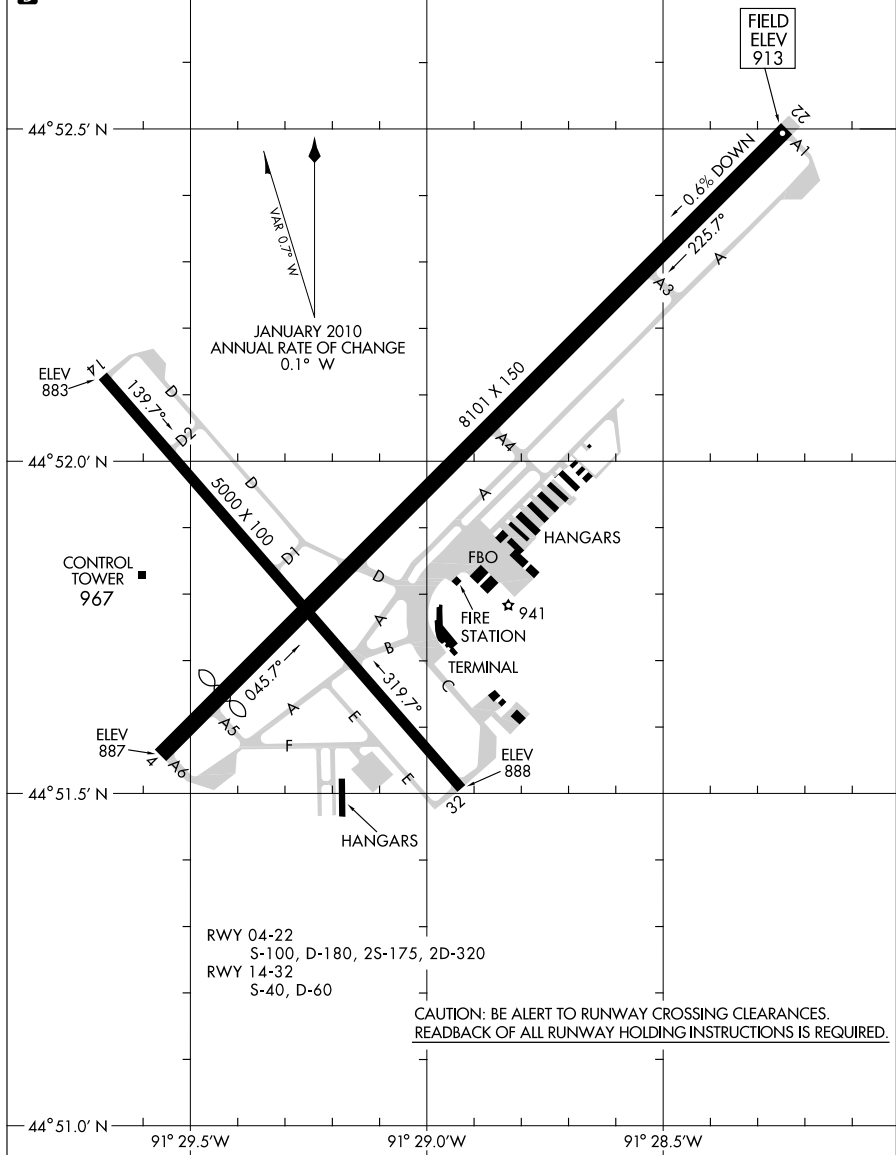 D
FIELD
ELEV
913
44° 52.5' N
22
A1
0.6% DOWN
225.7°
A
A3
VAR 0.7° W
JANUARY 2010
ANNUAL RATE OF CHANGE
0.1° W
14
ELEV
883
139.7°
D
D2
8101 X 150
A4
44° 52.0' N
D
5000 X 100
A
HANGARS
D1
FBO
CONTROL
TOWER
967
D
941
A
FIRE
STATION
B
TERMINAL
045.7°
319.7°
C
A5
A
E
ELEV
887
F
4
A6
E
ELEV
888
32
44° 51.5' N
HANGARS
RWY 04-22
S-100, D-180, 2S-175, 2D-320
RWY 14-32
S-40, D-60
CAUTION: BE ALERT TO RUNWAY CROSSING CLEARANCES.
READBACK OF ALL RUNWAY HOLDING INSTRUCTIONS IS REQUIRED.
44° 51.0' N
91° 29.5'W
91° 29.0'W
91° 28.5'W